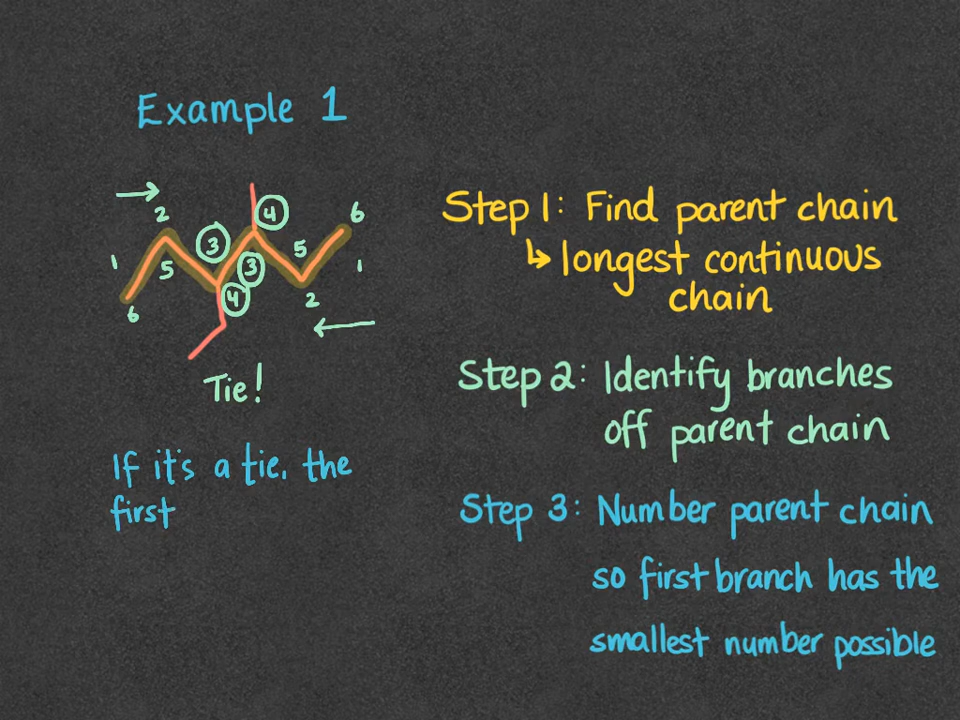 Example 1
2
4
6
3
1
5
5
3
1
4
2
6
Tie!
If it's a tie, the
first
Step 1: Find parent chain
↳ longest continuous
chain
Step 2: Identify branches
off parent chain
Step 3: Number parent chain
so first branch has the
smallest number possible